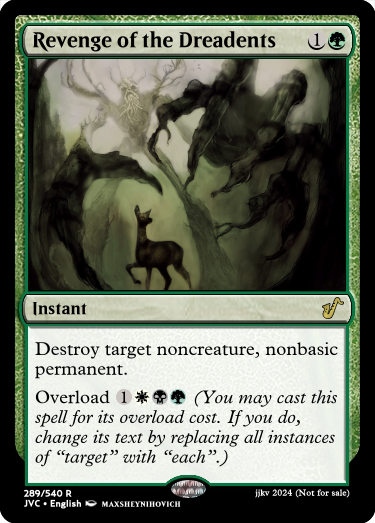 Revenge of the Dreadents 1
Instant
Destroy target noncreature, nonbasic
permanent.
Overload 1 (You may cast this
spell for its overload cost. If you do,
change its text by replacing all instances
of “target” with “each”.)
289/540 R
JVC • English MAXSHEYNIHOVICH
jjkv 2024 (Not for sale)